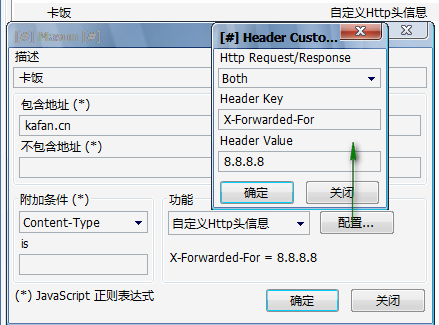 卡饭 自定义Http头信息
[#] Mason [#]
描述
卡饭
包含地址 (*)
kafan.cn
不包含地址 (*)
附加条件 (*)
Content-Type
is
功能
自定义Http头信息
配置...
X-Forwarded-For = 8.8.8.8
(*) JavaScript 正则表达式
确定 关闭
[#] Header Custo...
Http Request/Response
Both
Header Key
X-Forwarded-For
Header Value
8.8.8.8
确定 关闭